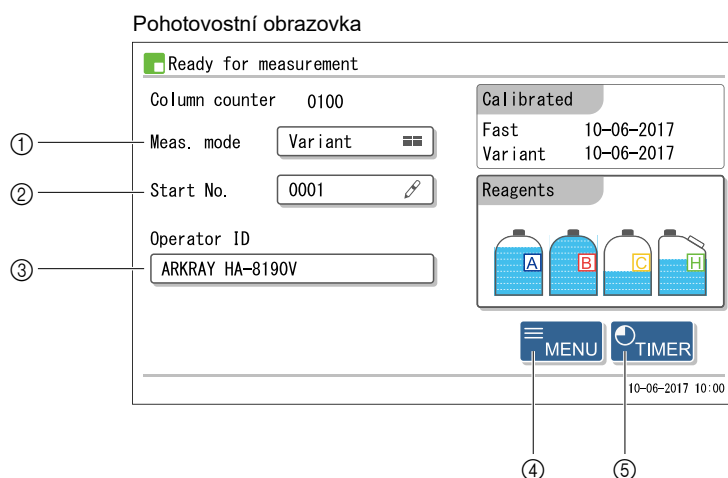 Pohotovostní obrazovka
Ready for measurement
Column counter 0100
① Meas. mode Variant
② Start No. 0001
Operator ID
③ ARKRAY HA-8190V
Calibrated
Fast 10-06-2017
Variant 10-06-2017
Reagents
A B C H
MENU TIMER
10-06-2017 10:00
④ ⑤